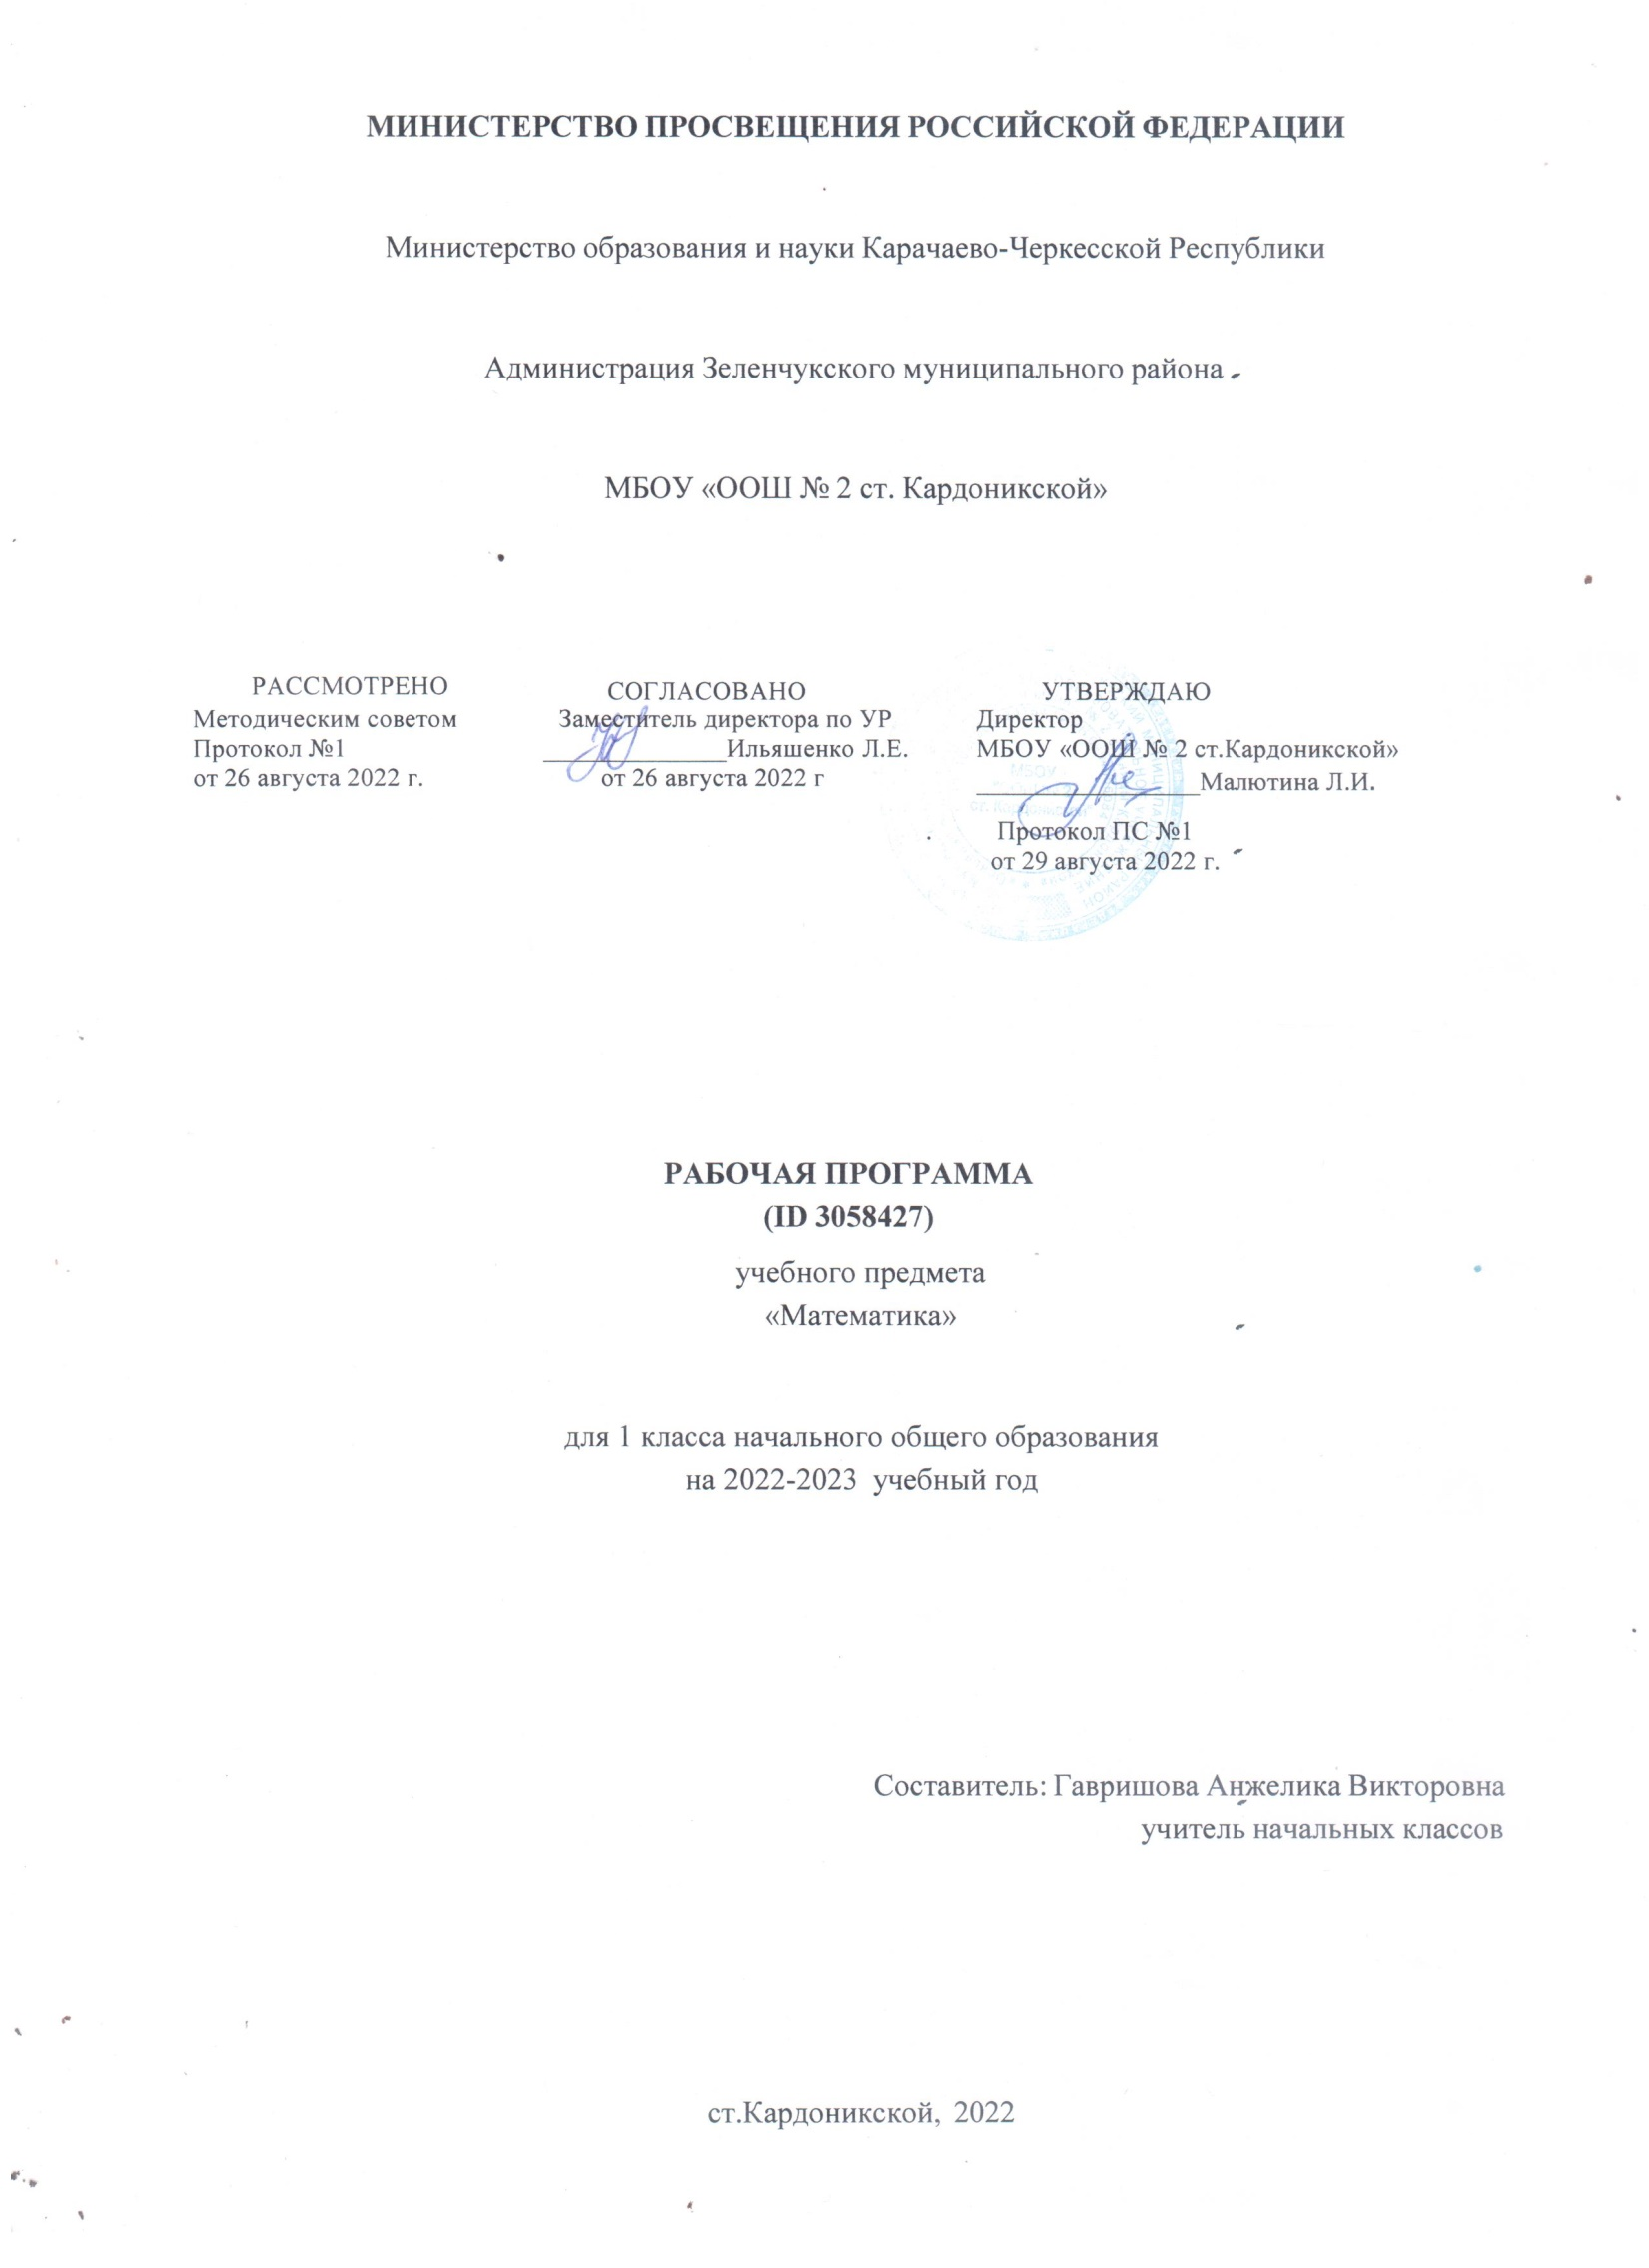 МИНИСТЕРСТВО ПРОСВЕЩЕНИЯ РОССИЙСКОЙ ФЕДЕРАЦИИ
Министерство образования и науки Карачаево-Черкесской Республики
Администрация Зеленчукского муниципального района
МБОУ «ООШ № 2 ст. Кардоникской»
РАССМОТРЕНО
Методическим советом
Протокол №1
от 26 августа 2022 г.
СОГЛАСОВАНО
Заместитель директора по УР
______________Ильяшенко Л.Е.
от 26 августа 2022 г
УТВЕРЖДАЮ
Директор
МБОУ «ООШ № 2 ст.Кардоникской»
_________________Малютина Л.И.
Протокол ПС №1
от 29 августа 2022 г.
РАБОЧАЯ ПРОГРАММА
(ID 3058427)
учебного предмета
«Математика»
для 1 класса начального общего образования
на 2022-2023 учебный год
Составитель: Гавришова Анжелика Викторовна
учитель начальных классов
ст.Кардоникской, 2022